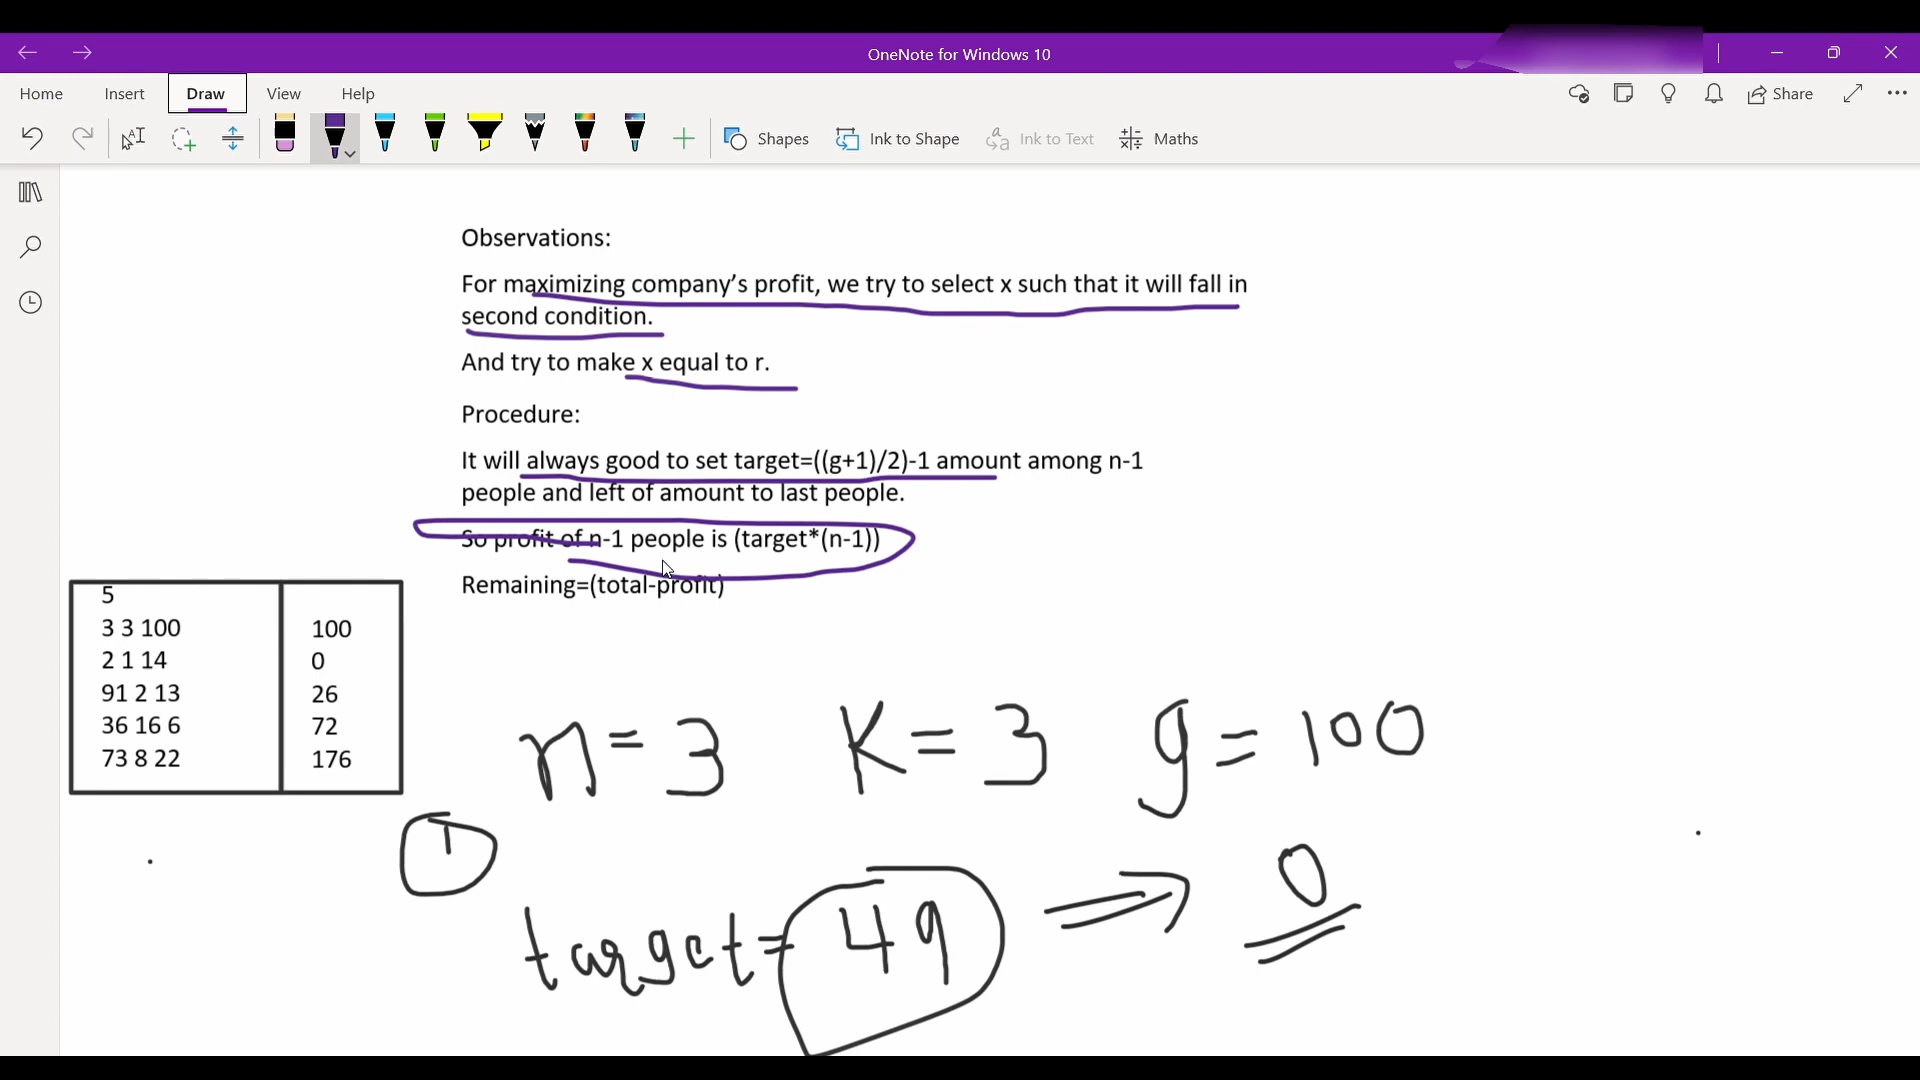 OneNote for Windows 10
Home Insert Draw View Help Share
Shapes Ink to Shape Ink to Text Maths
Observations:
For maximizing company's profit, we try to select x such that it will fall in
second condition.
And try to make x equal to r.
Procedure:
It will always good to set target=((g+1)/2)-1 amount among n-1
people and left of amount to last people.
So profit of n-1 people is (target*(n-1))
Remaining=(total-profit)
5
3 3 100 100
2 1 14 0
91 2 13 26
36 16 6 72
73 8 22 176
n=3 K=3 g=100
1
target=49 ⇒ 0